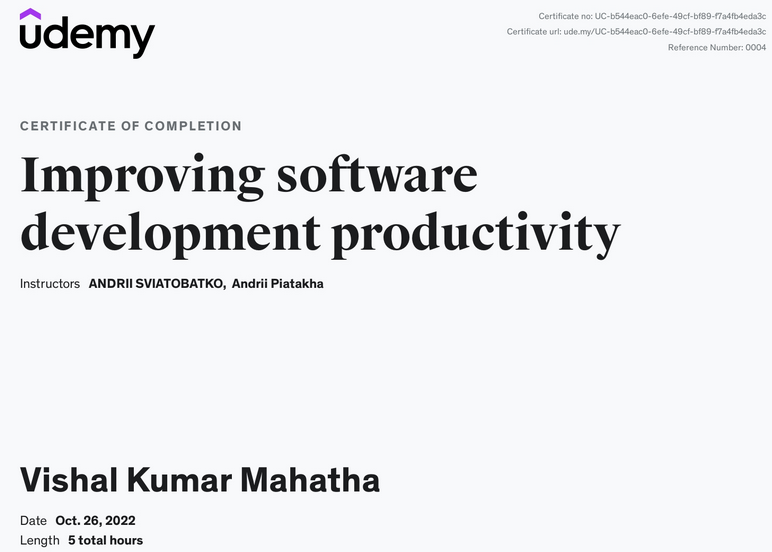 udemy
Certificate no: UC-b544eac0-6efe-49cf-bf89-f7a4fb4eda3c
Certificate url: ude.my/UC-b544eac0-6efe-49cf-bf89-f7a4fb4eda3c
Reference Number: 0004
CERTIFICATE OF COMPLETION
Improving software
development productivity
Instructors ANDRII SVIATOBATKO, Andrii Piatakha
Vishal Kumar Mahatha
Date Oct. 26, 2022
Length 5 total hours